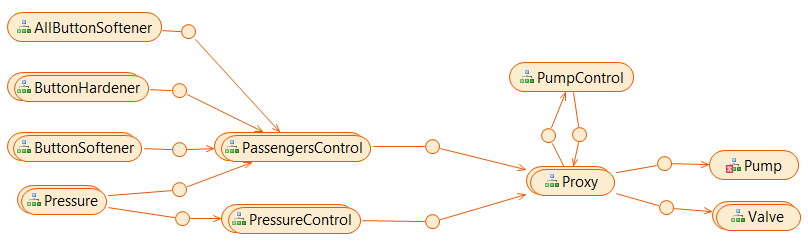 AllButtonSoftener
ButtonHardener
PumpControl
ButtonSoftener
PassengersControl
Pump
Proxy
Pressure
PressureControl
Valve